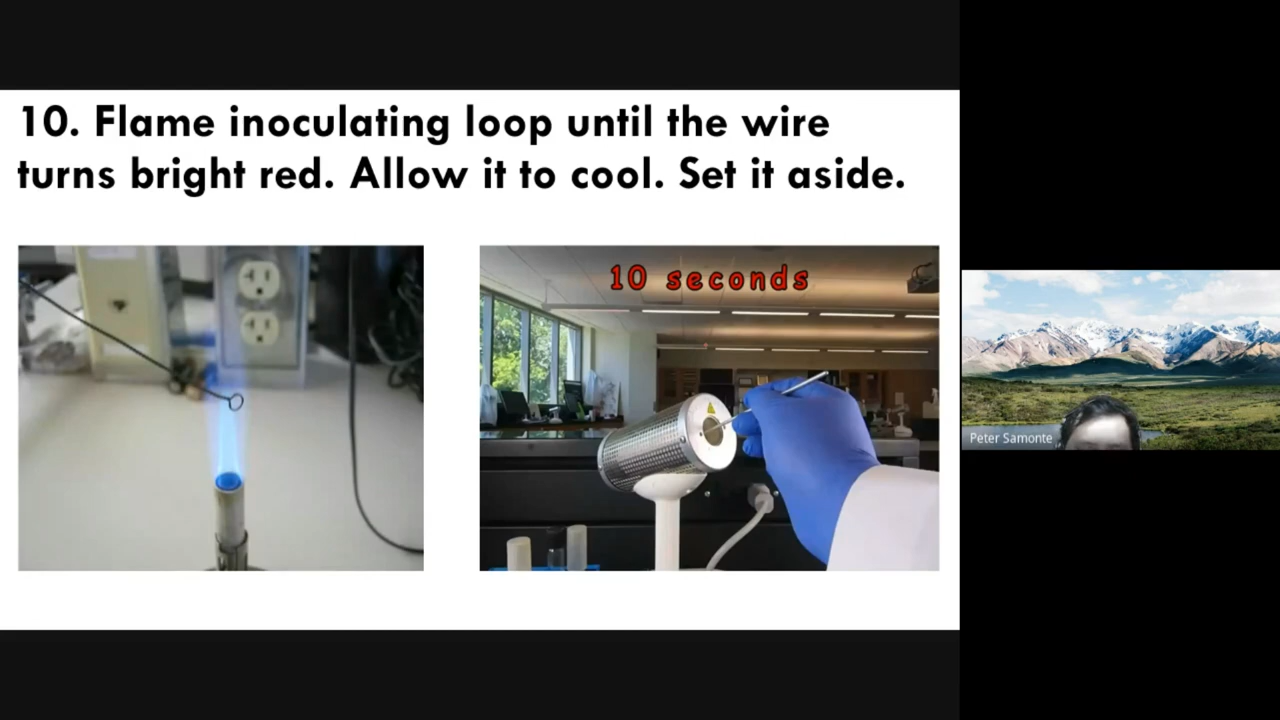 10. Flame inoculating loop until the wire
turns bright red. Allow it to cool. Set it aside.
10 seconds
Peter Samonte